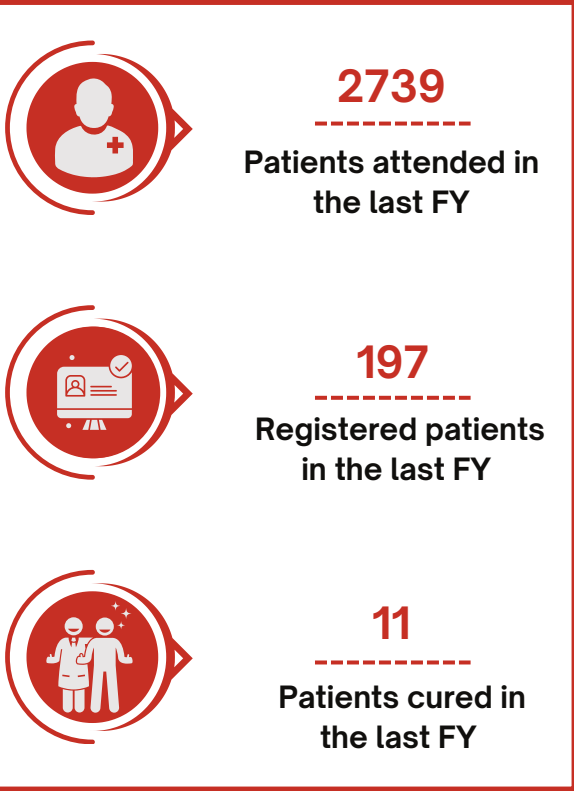 2739
Patients attended in
the last FY
197
Registered patients
in the last FY
11
Patients cured in
the last FY